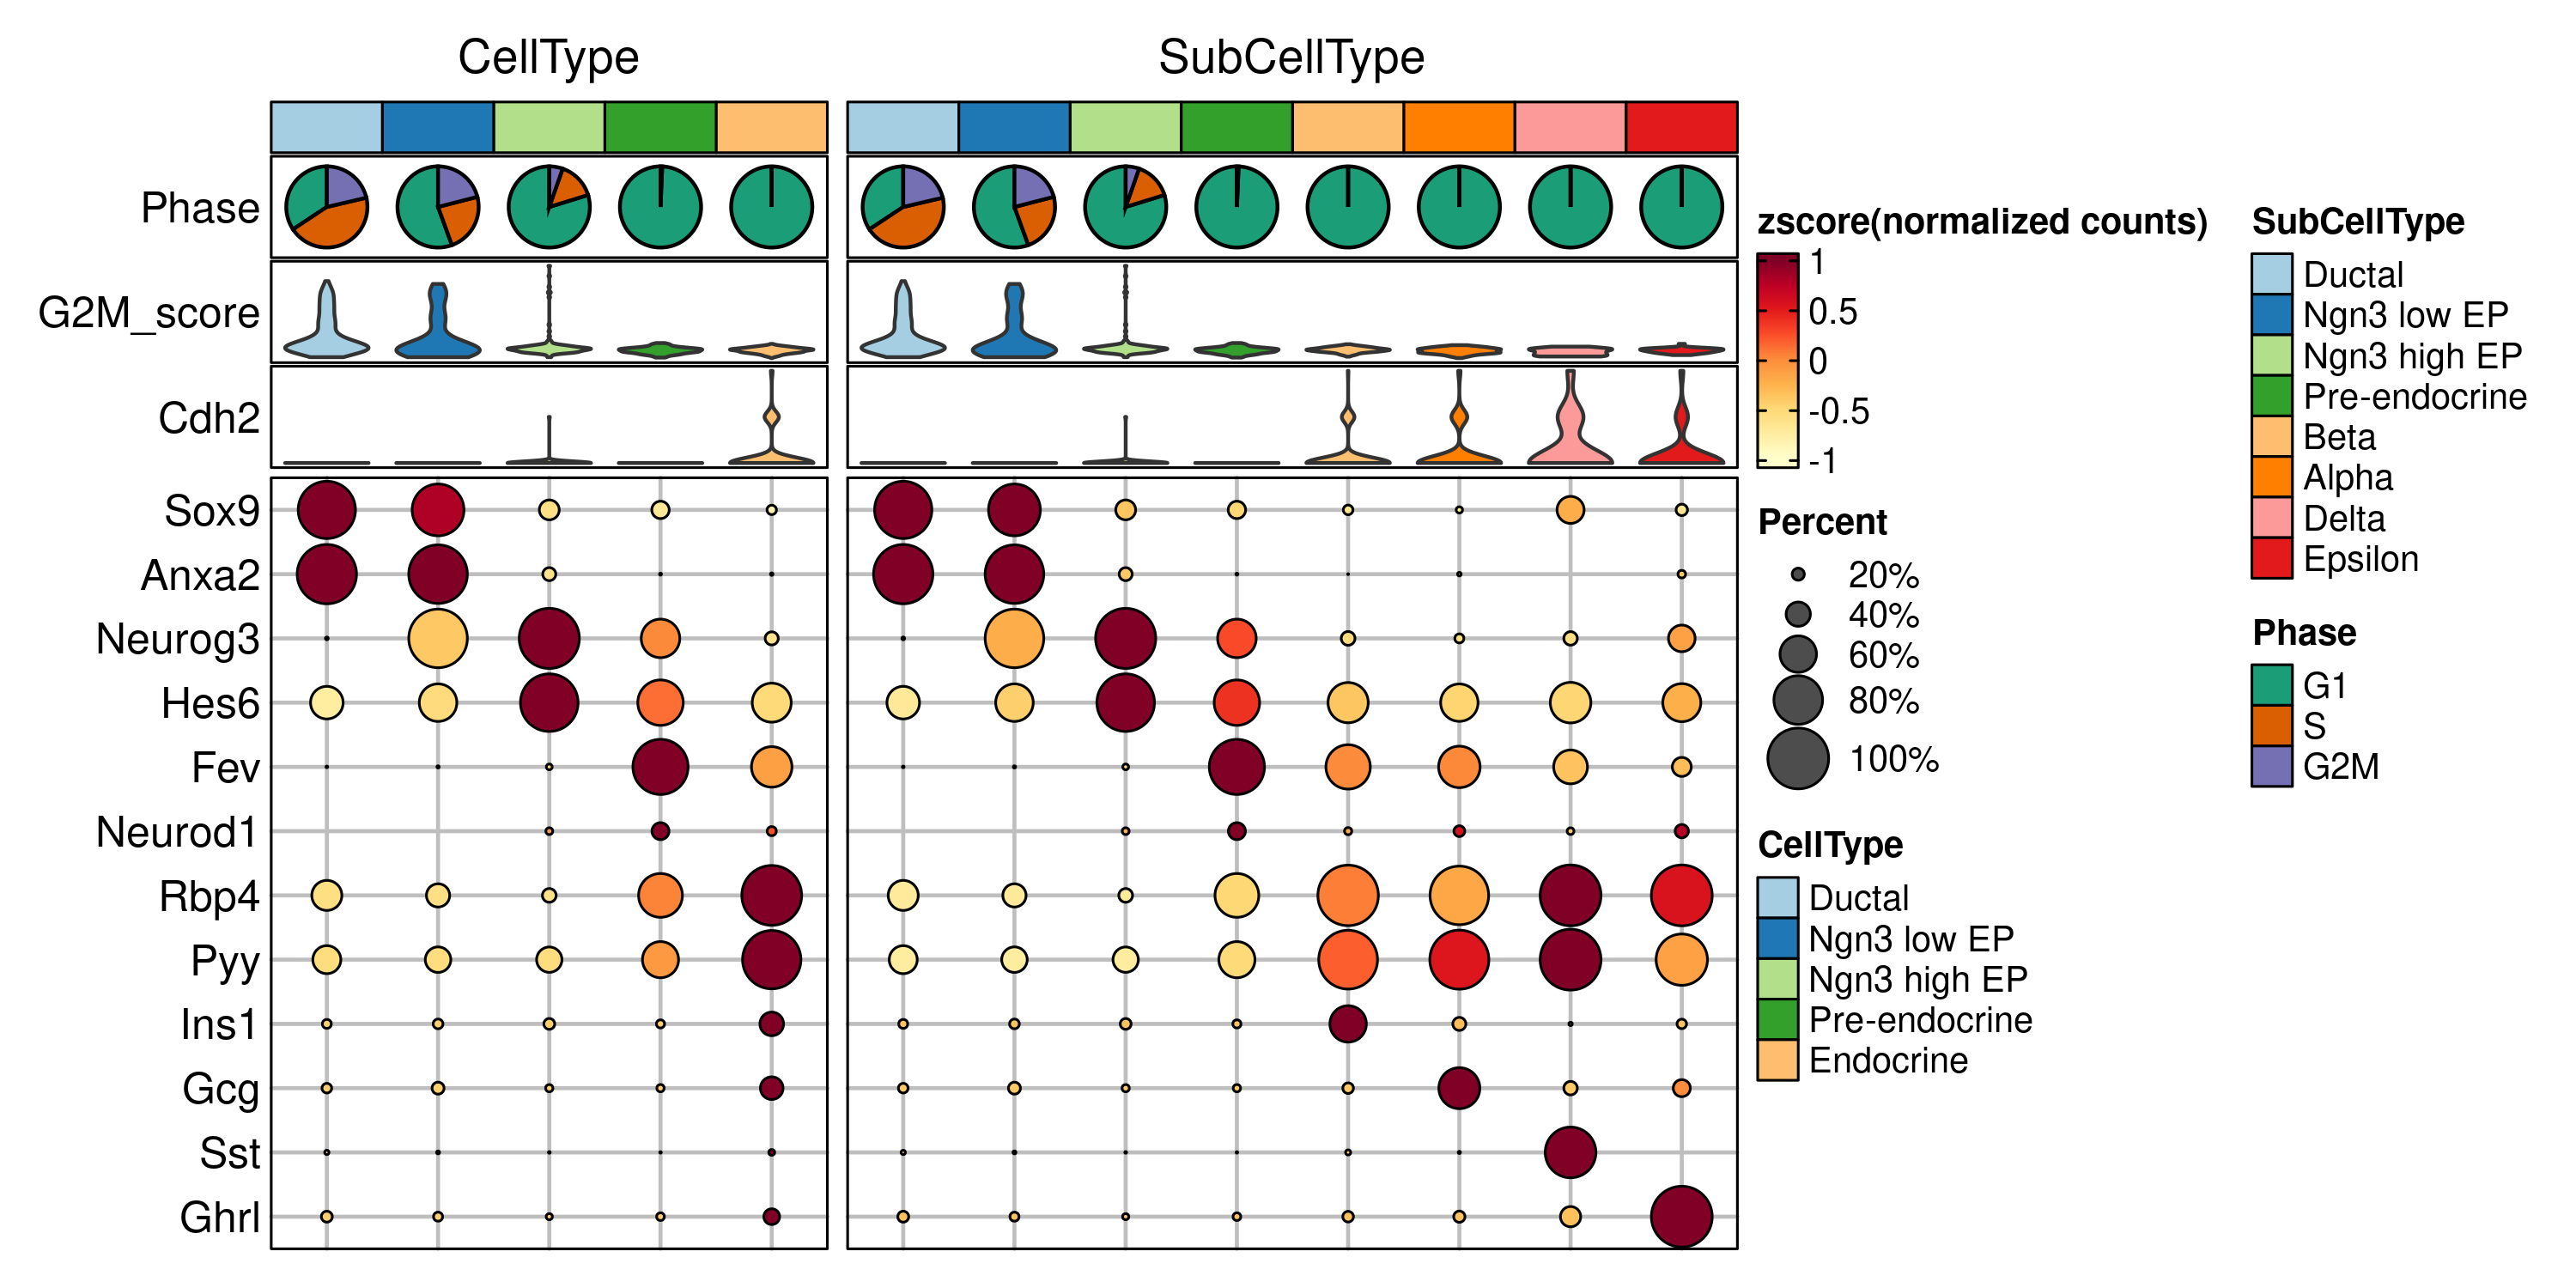 CellType
SubCellType
Phase
G2M_score
Cdh2
Sox9
Anxa2
Neurog3
Hes6
Fev
Neurod1
Rbp4
Pyy
Ins1
Gcg
Sst
Ghrl
zscore(normalized counts)
1
0.5
0
-0.5
-1
Percent
20%
40%
60%
80%
100%
CellType
Ductal
Ngn3 low EP
Ngn3 high EP
Pre-endocrine
Endocrine
SubCellType
Ductal
Ngn3 low EP
Ngn3 high EP
Pre-endocrine
Beta
Alpha
Delta
Epsilon
Phase
G1
S
G2M